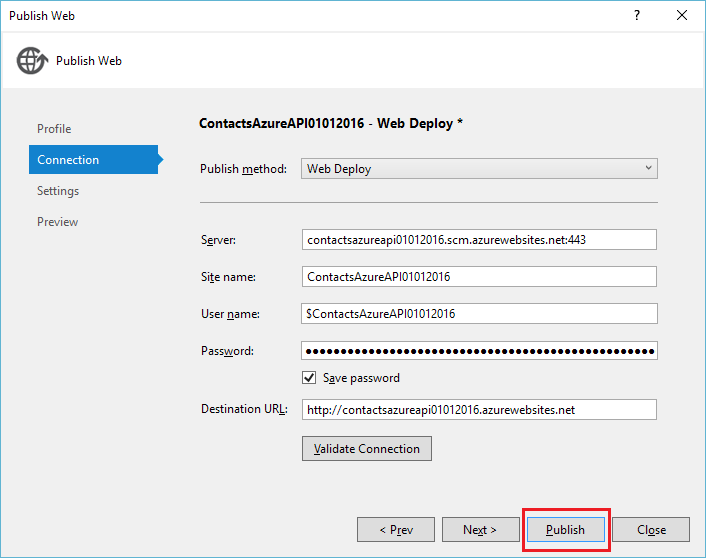 Publish Web
?
Publish Web
Profile
Connection
Settings
Preview
ContactsAzureAPI01012016 - Web Deploy *
Publish method: Web Deploy
Server: contactsazureapi01012016.scm.azurewebsites.net:443
Site name: ContactsAzureAPI01012016
User name: $ContactsAzureAPI01012016
Password: ••••••••••••••••••••••••••••••••••••••••••••••••••
Save password
Destination URL: http://contactsazureapi01012016.azurewebsites.net
Validate Connection
< Prev Next > Publish Close